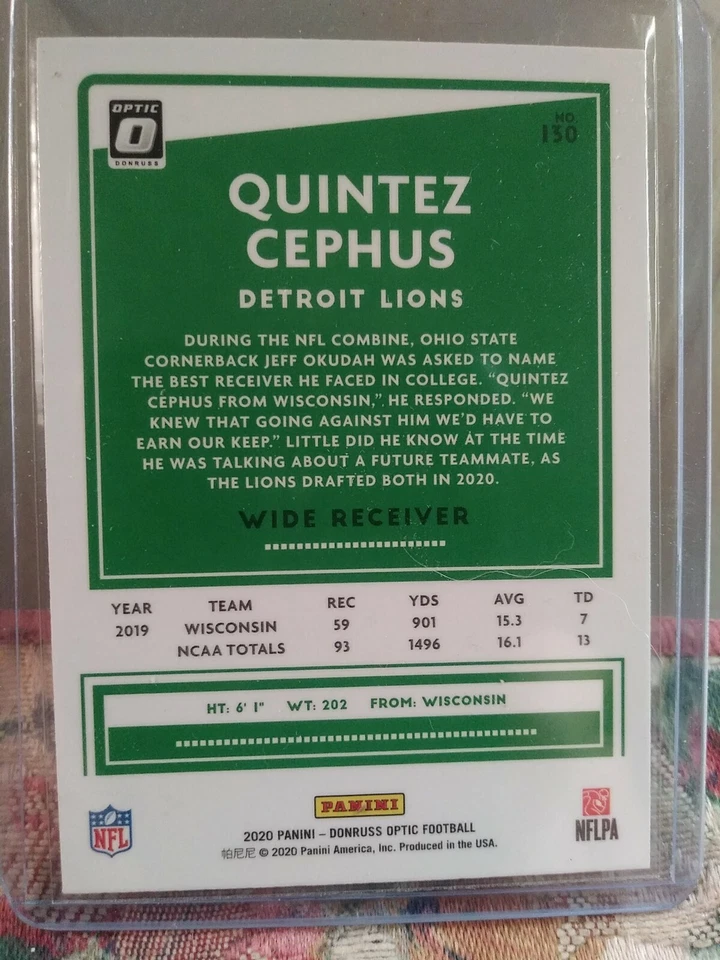 OPTIC
O
DONRUSS
NO.
130
QUINTEZ
CEPHUS
DETROIT LIONS
DURING THE NFL COMBINE, OHIO STATE
CORNERBACK JEFF OKUDAH WAS ASKED TO NAME
THE BEST RECEIVER HE FACED IN COLLEGE. “QUINTEZ
CEPHUS FROM WISCONSIN,” HE RESPONDED. “WE
KNEW THAT GOING AGAINST HIM WE’D HAVE TO
EARN OUR KEEP.” LITTLE DID HE KNOW AT THE TIME
HE WAS TALKING ABOUT A FUTURE TEAMMATE, AS
THE LIONS DRAFTED BOTH IN 2020.
WIDE RECEIVER
YEAR TEAM REC YDS AVG TD
2019 WISCONSIN 59 901 15.3 7
NCAA TOTALS 93 1496 16.1 13
HT: 6' 1" WT: 202 FROM: WISCONSIN
PANINI
NFL
2020 PANINI – DONRUSS OPTIC FOOTBALL
帕尼尼 © 2020 Panini America, Inc. Produced in the USA.
NFLPA